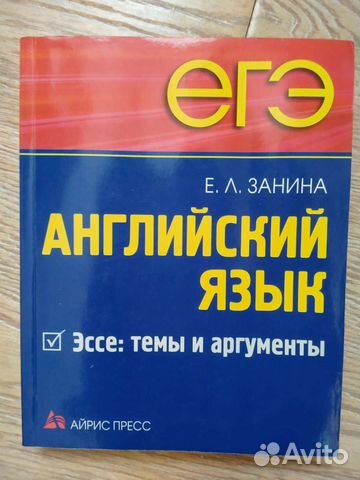 егэ
Е. Л. ЗАНИНА
АНГЛИЙСКИЙ
ЯЗЫК
Эссе: темы и аргументы
АЙРИС ПРЕСС
Avito